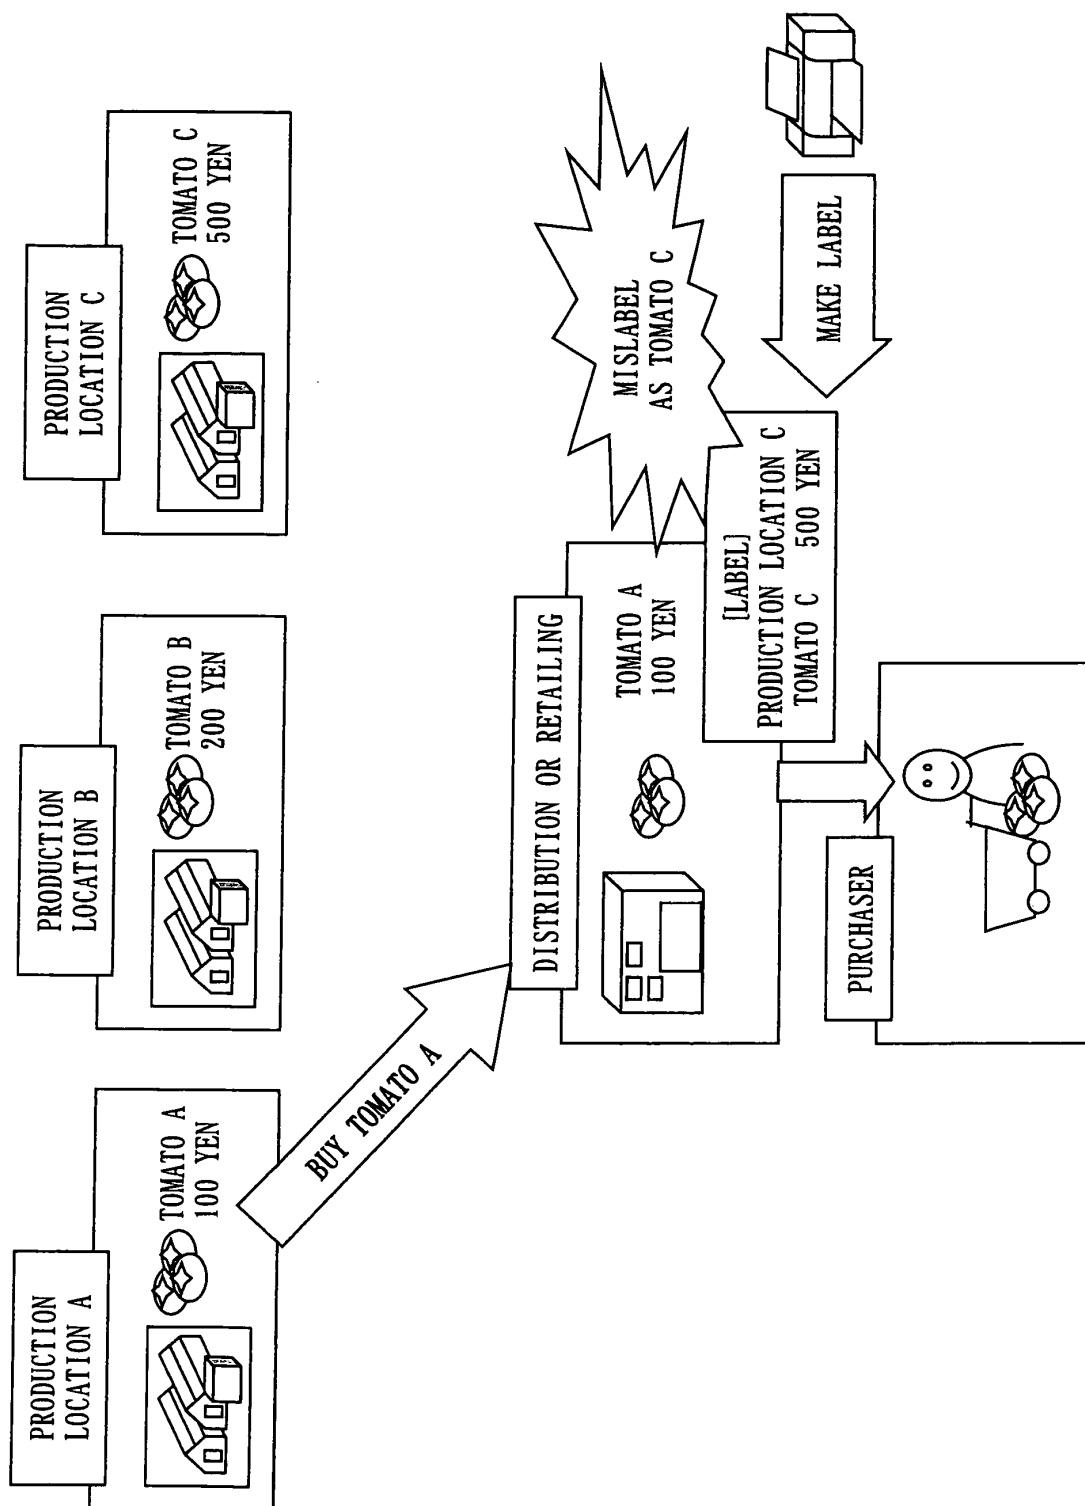 PRODUCTION
LOCATION A
TOMATO A
100 YEN
PRODUCTION
LOCATION B
TOMATO B
200 YEN
PRODUCTION
LOCATION C
TOMATO C
500 YEN
BUY TOMATO A
DISTRIBUTION OR RETAILING
TOMATO A
100 YEN
MISLABEL
AS TOMATO C
[LABEL]
PRODUCTION LOCATION C
TOMATO C 500 YEN
MAKE LABEL
PURCHASER